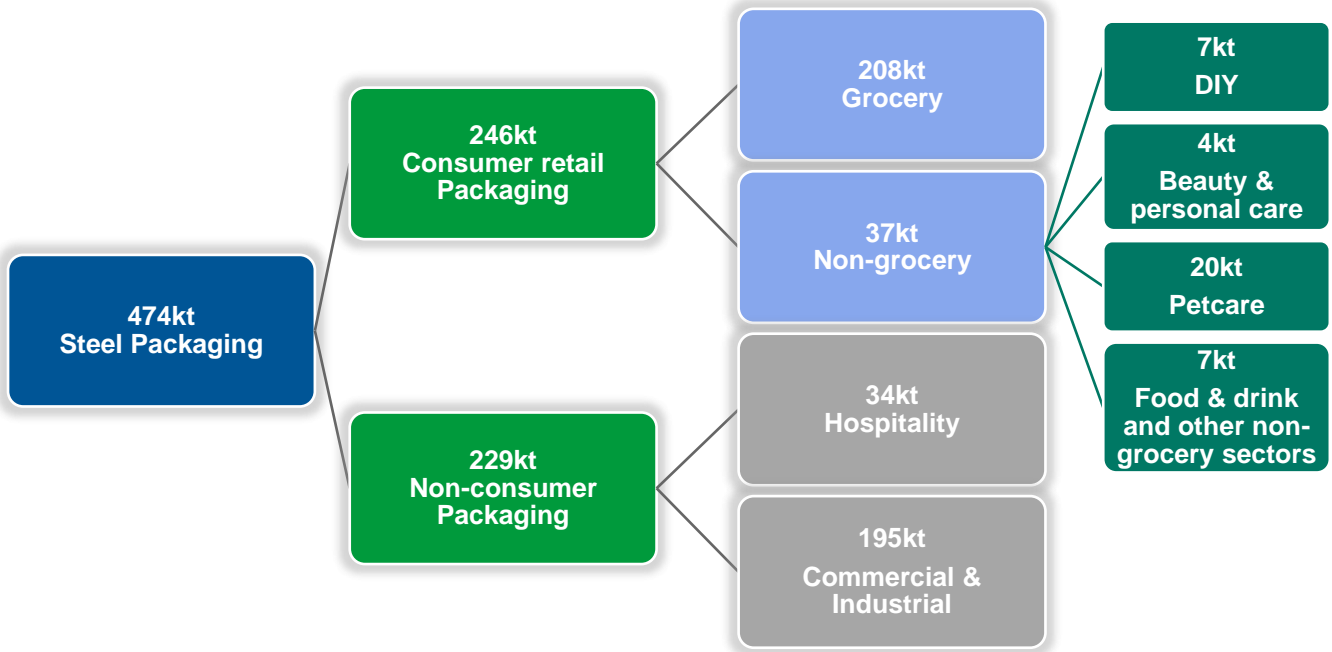 474kt
Steel Packaging
246kt
Consumer retail
Packaging
229kt
Non-consumer
Packaging
208kt
Grocery
37kt
Non-grocery
34kt
Hospitality
195kt
Commercial &
Industrial
7kt
DIY
4kt
Beauty &
personal care
20kt
Petcare
7kt
Food & drink
and other non-
grocery sectors